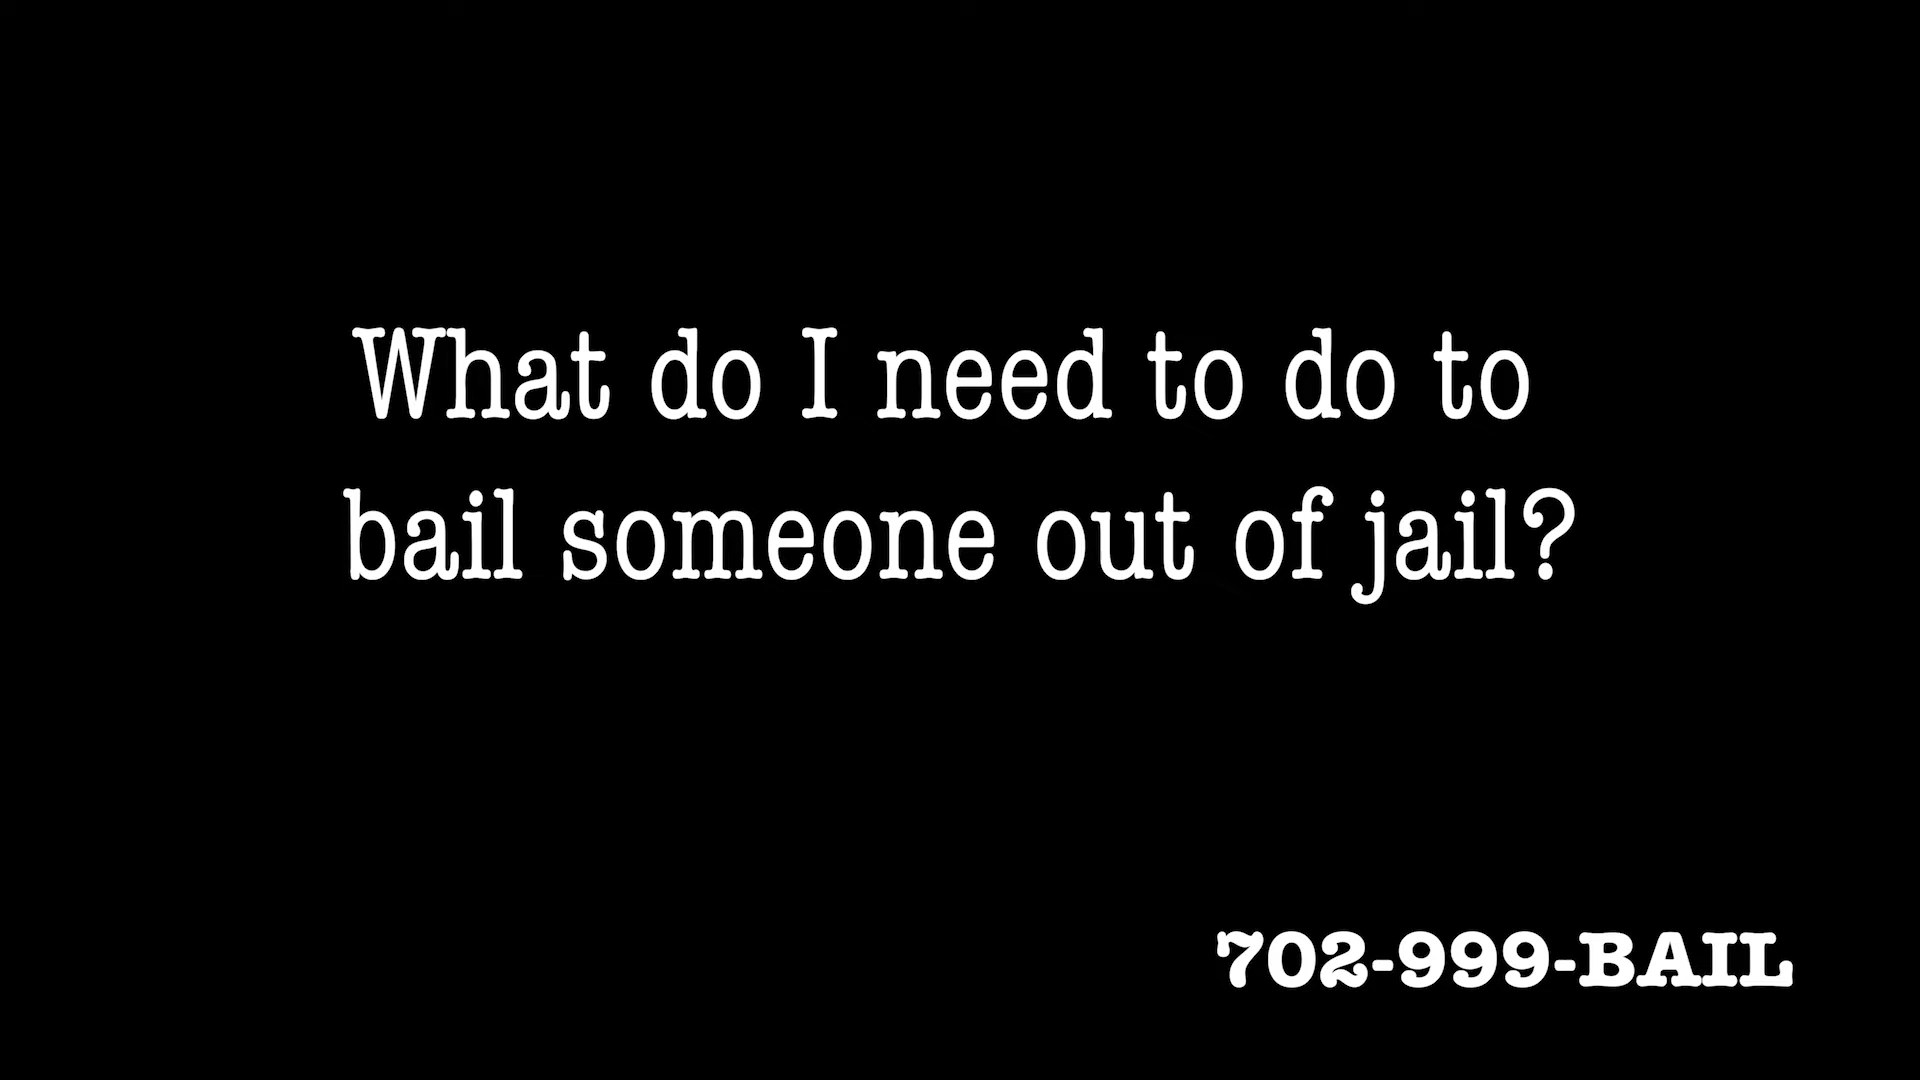 What do I need to do to
bail someone out of jail?
702-999-BAIL